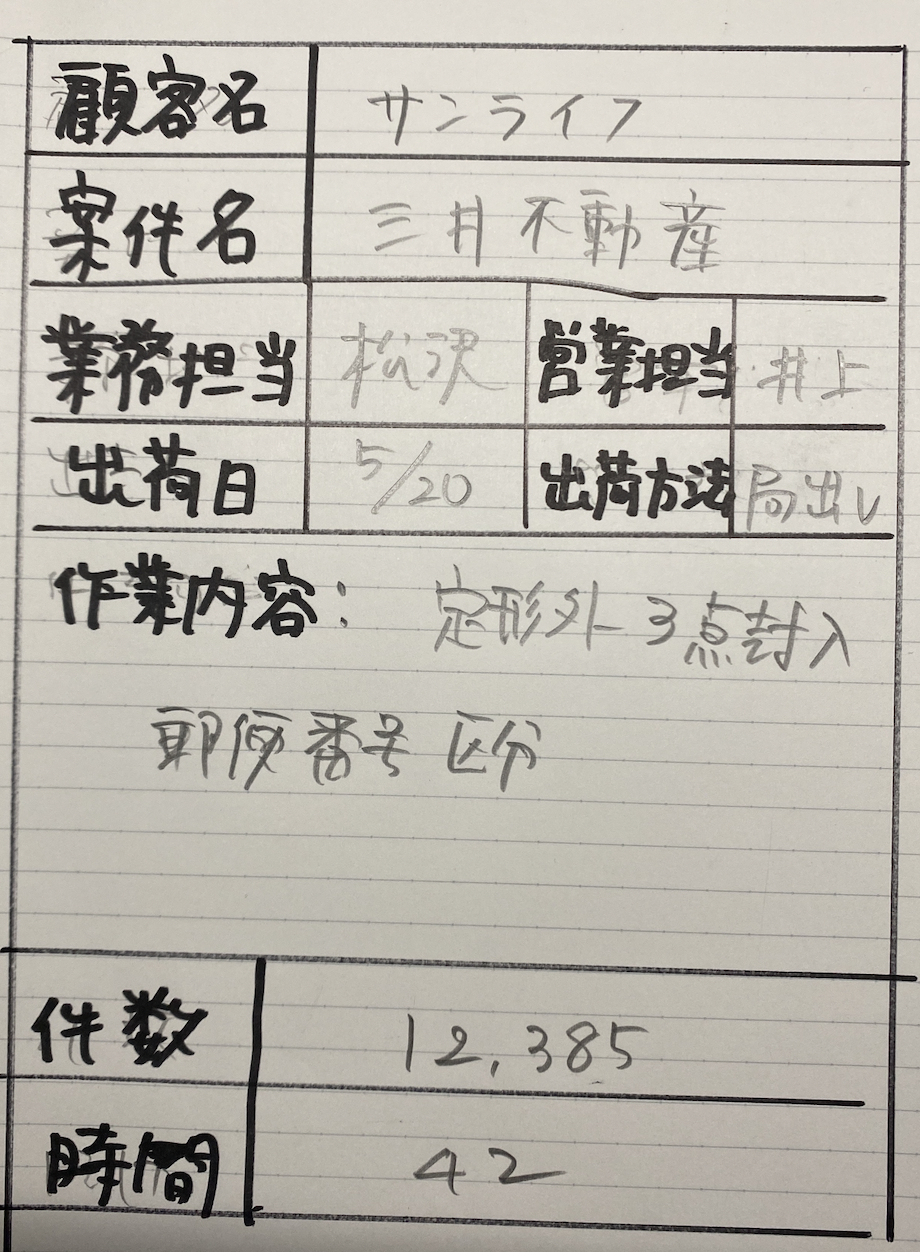 顧客名 サンライフ
案件名 三井不動産
業務担当 松沢 営業担当 井上
出荷日 5/20 出荷方法 局出し
作業内容: 定形外 3点封入
郵便番号区分
件数 12,385
時間 42